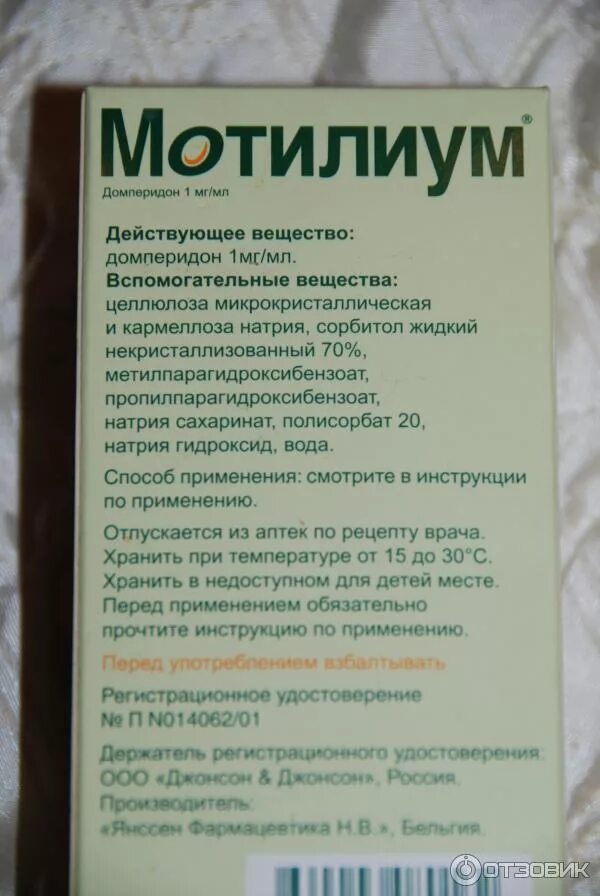 Мотилиум®
Домперидон 1 мг/мл
Действующее вещество:
домперидон 1мг/мл.
Вспомогательные вещества:
целлюлоза микрокристаллическая
и кармеллоза натрия, сорбитол жидкий
некристаллизованный 70%,
метилпарагидроксибензоат,
пропилпарагидроксибензоат,
натрия сахаринат, полисорбат 20,
натрия гидроксид, вода.
Способ применения: смотрите в инструкции
по применению.
Отпускается из аптек по рецепту врача.
Хранить при температуре от 15 до 30°С.
Хранить в недоступном для детей месте.
Перед применением обязательно
прочтите инструкцию по применению.
Перед употреблением взбалтывать
Регистрационное удостоверение
№ П N014062/01
Держатель регистрационного удостоверения:
ООО «Джонсон & Джонсон», Россия.
Производитель:
«Янссен Фармацевтика Н.В.», Бельгия.
ОТЗОВИК